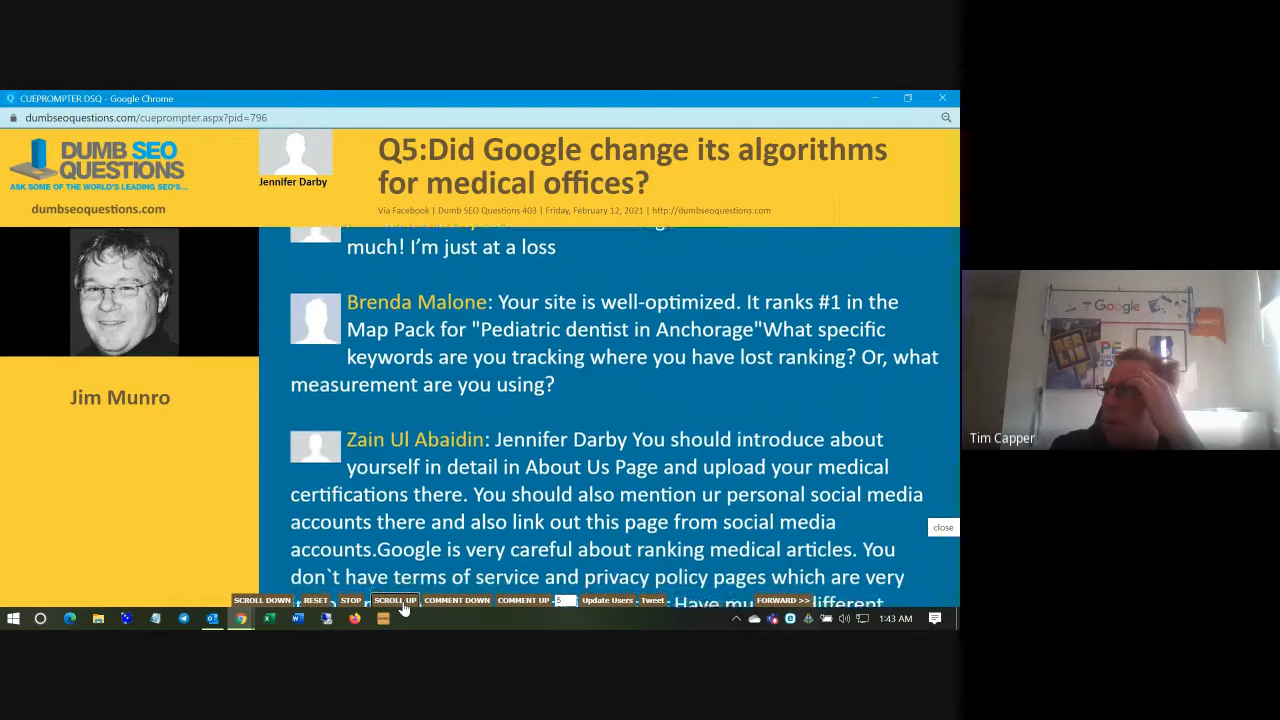 CUEPROMPTER DSQ - Google Chrome
dumbseoquestions.com/cueprompter.aspx?pid=796
DUMB SEO
QUESTIONS
ASK SOME OF THE WORLD'S LEADING SEO'S...
dumbseoquestions.com
Jennifer Darby
Q5:Did Google change its algorithms
for medical offices?
Via Facebook | Dumb SEO Questions 403 | Friday, February 12, 2021 | http://dumbseoquestions.com
Jim Munro
much! I'm just at a loss
Brenda Malone: Your site is well-optimized. It ranks #1 in the
Map Pack for "Pediatric dentist in Anchorage"What specific
keywords are you tracking where you have lost ranking? Or, what
measurement are you using?
Zain Ul Abaidin: Jennifer Darby You should introduce about
yourself in detail in About Us Page and upload your medical
certifications there. You should also mention ur personal social media
accounts there and also link out this page from social media
accounts.Google is very careful about ranking medical articles. You
don`t have terms of service and privacy policy pages which are very
Have different
close
SCROLL DOWN RESET STOP SCROLL UP COMMENT DOWN COMMENT UP 5 Update Users Tweet FORWARD >>
1:43 AM
Google
Tim Capper